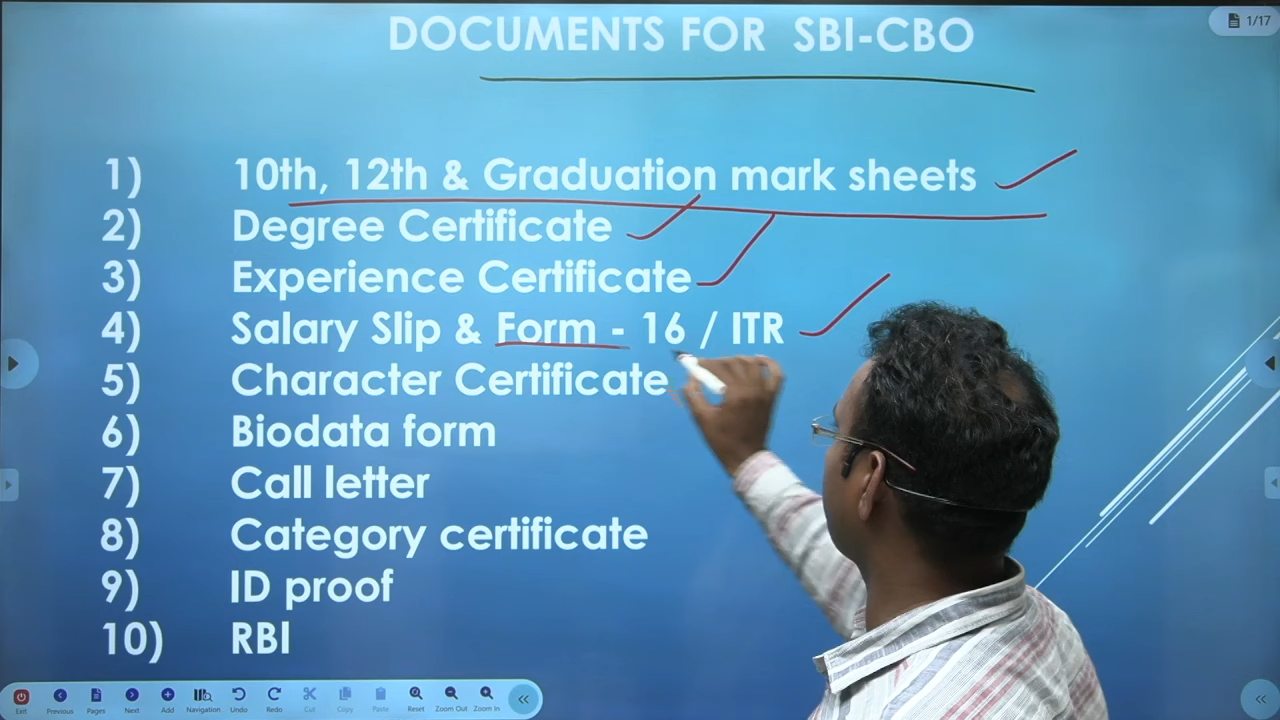 DOCUMENTS FOR SBI-CBO
1/17
1) 10th, 12th & Graduation mark sheets
2) Degree Certificate
3) Experience Certificate
4) Salary Slip & Form - 16 / ITR
5) Character Certificate
6) Biodata form
7) Call letter
8) Category certificate
9) ID proof
10) RBI
Exit Previous Pages Next Add Navigation Undo Redo Cut Copy Paste Reset Zoom Out Zoom In